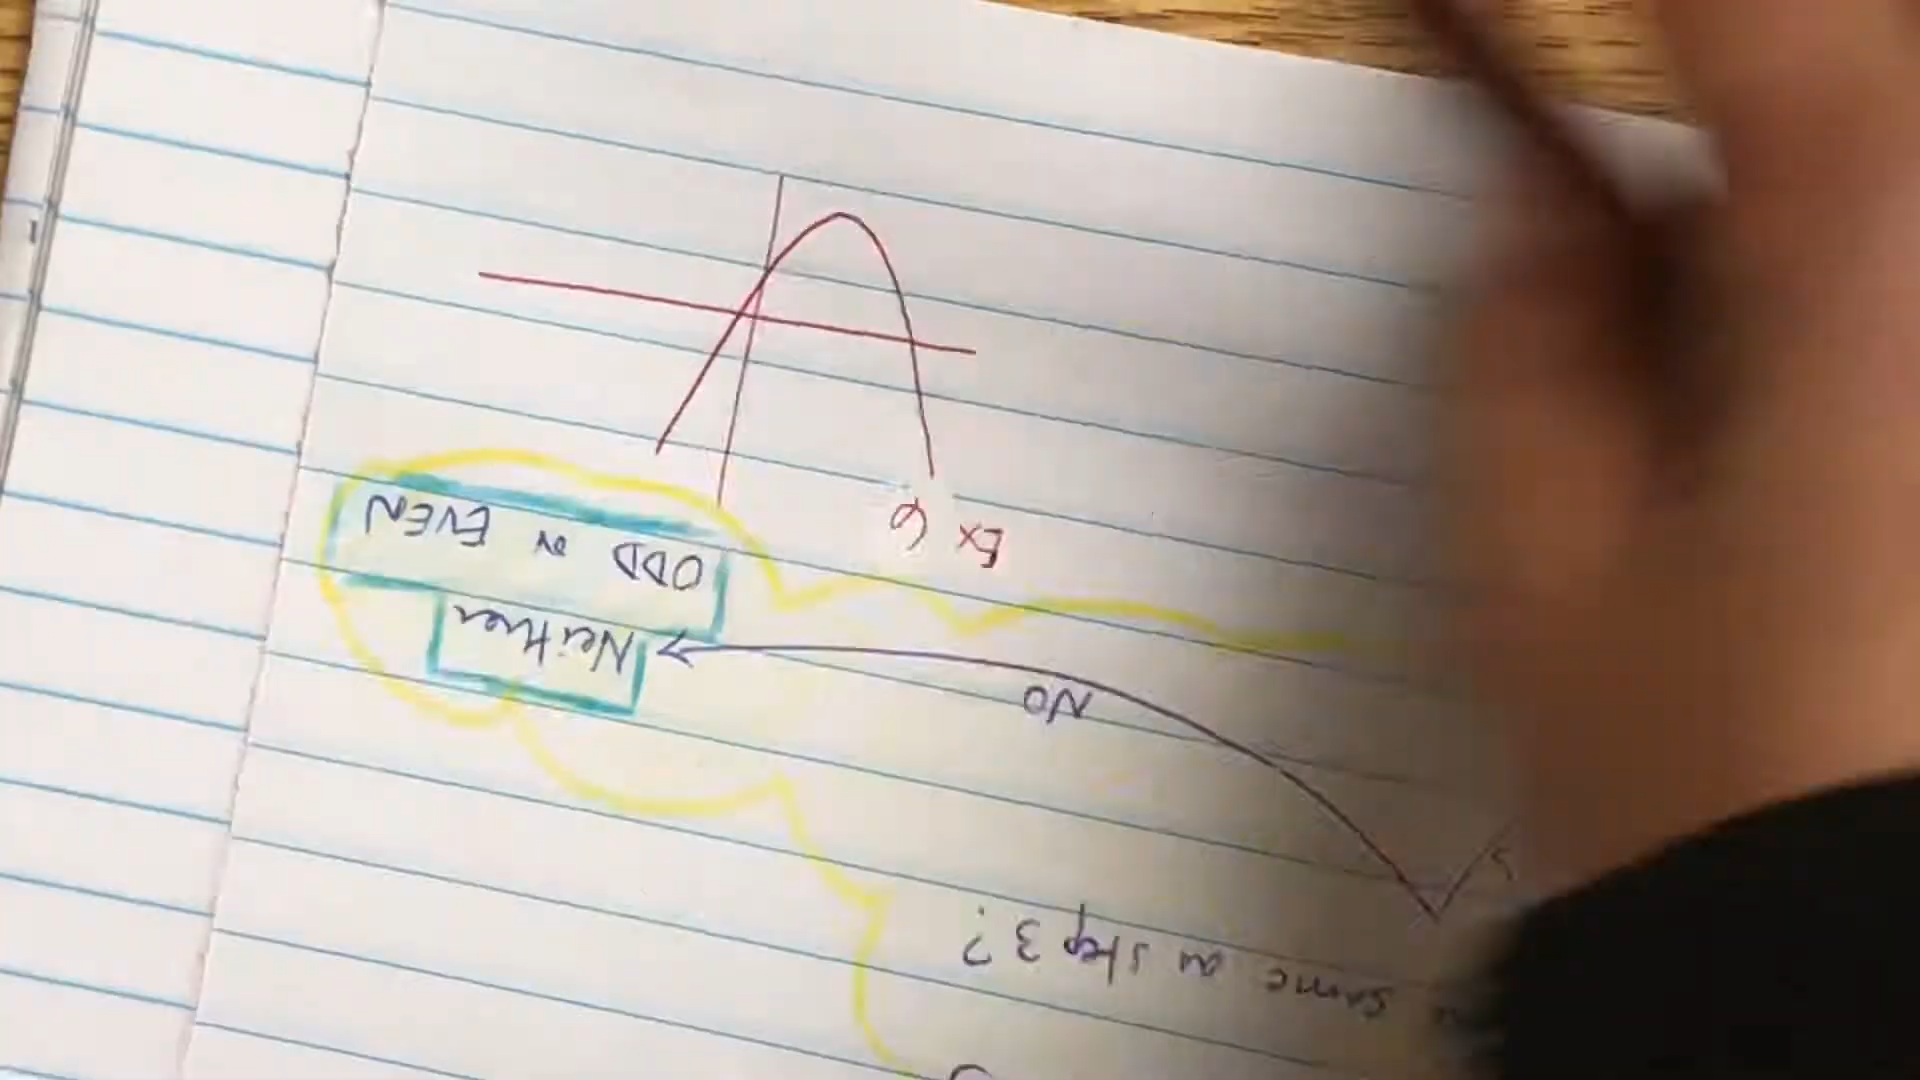 same as step 3?
NO
Neither
ODD or EVEN
Ex 6